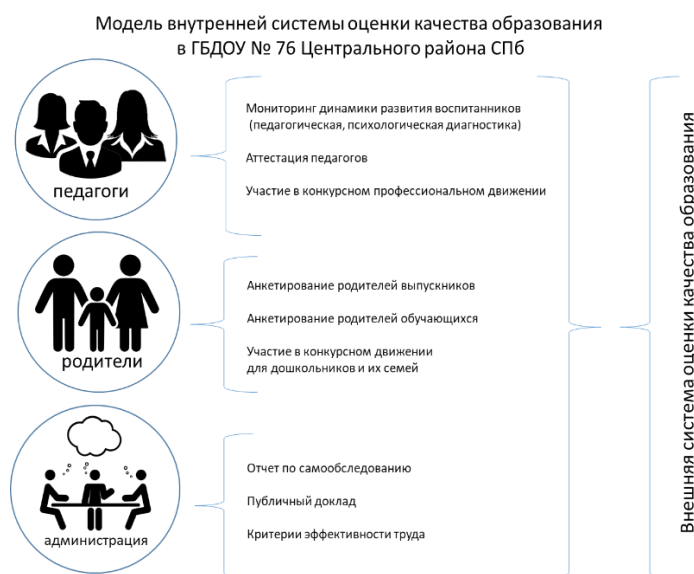 Модель внутренней системы оценки качества образования
в ГБДОУ № 76 Центрального района СПб
педагоги
Мониторинг динамики развития воспитанников
(педагогическая, психологическая диагностика)
Аттестация педагогов
Участие в конкурсном профессиональном движении
родители
Анкетирование родителей выпускников
Анкетирование родителей обучающихся
Участие в конкурсном движении
для дошкольников и их семей
администрация
Отчет по самообследованию
Публичный доклад
Критерии эффективности труда
Внешняя система оценки качества образования